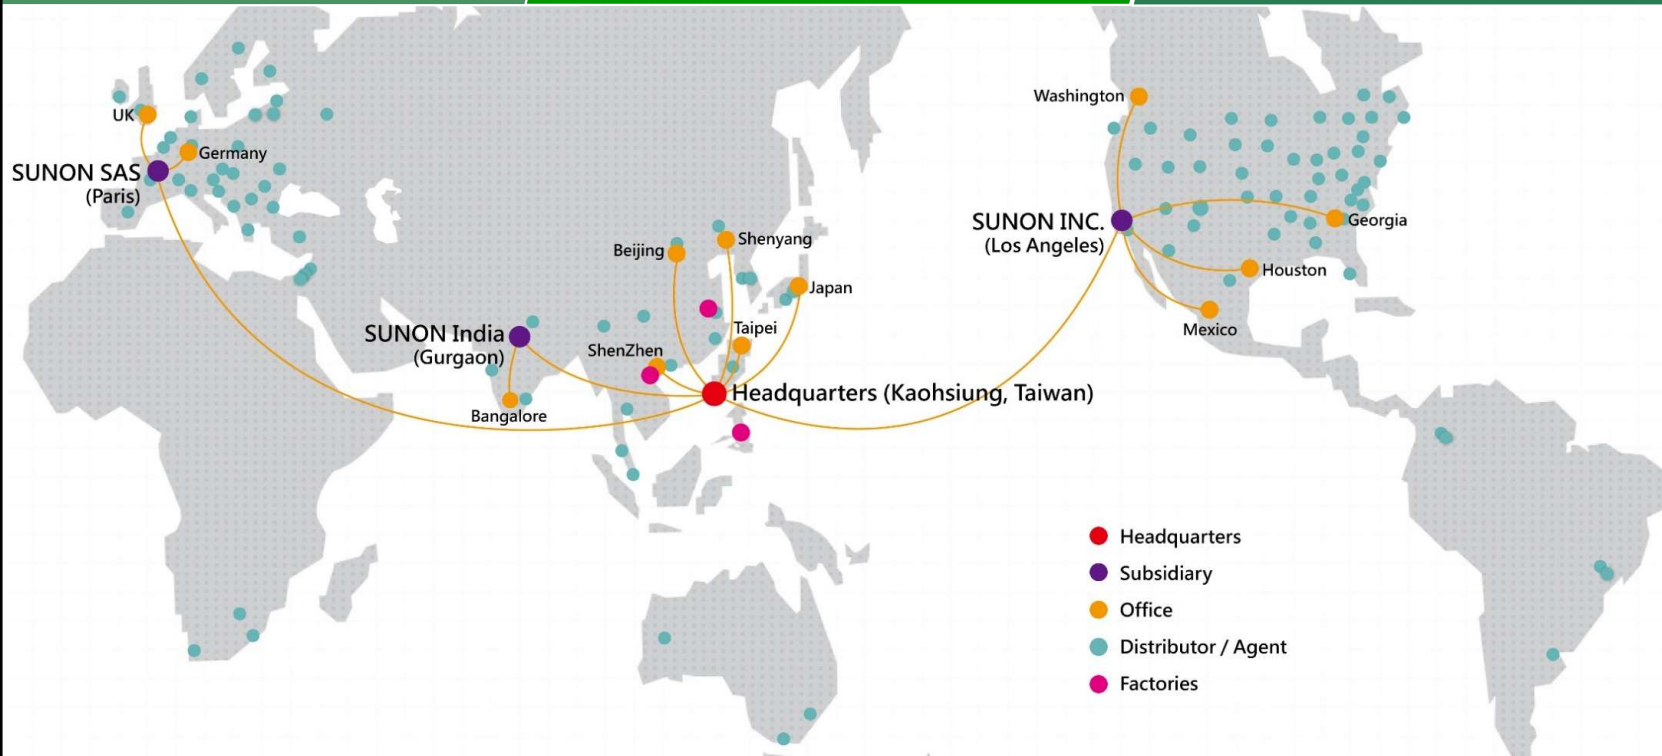 Washington
UK
Germany
SUNON SAS
(Paris)
SUNON INC.
(Los Angeles)
Georgia
Beijing
Shenyang
Houston
Japan
Mexico
SUNON India
(Gurgaon)
Taipei
ShenZhen
Headquarters (Kaohsiung, Taiwan)
Bangalore
Headquarters
Subsidiary
Office
Distributor / Agent
Factories